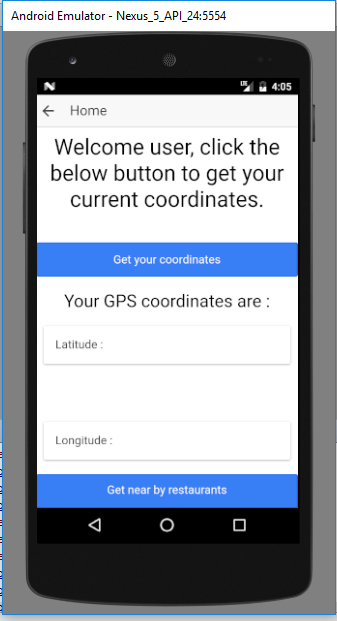 Android Emulator - Nexus_5_API_24:5554
LTE 4:05
Home
Welcome user, click the
below button to get your
current coordinates.
Get your coordinates
Your GPS coordinates are :
Latitude :
Longitude :
Get near by restaurants